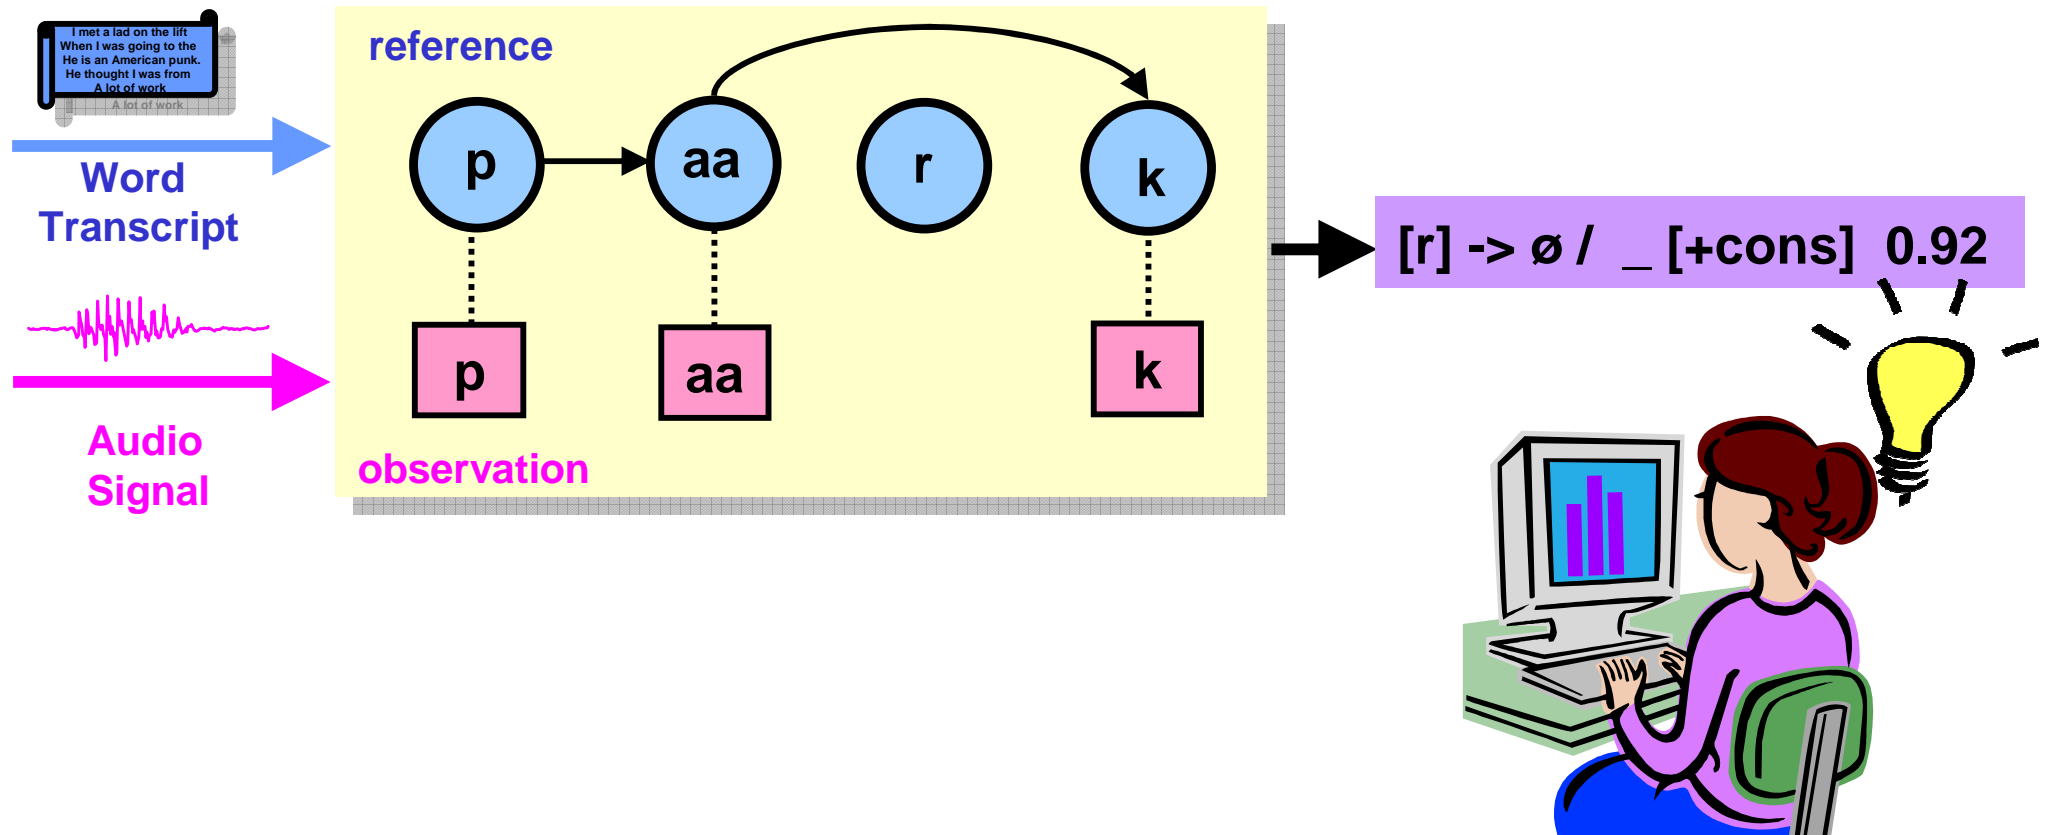 I met a lad on the lift
When I was going to the
He is an American punk.
He thought I was from
A lot of work
A lot of work
Word
Transcript
Audio
Signal
reference
p aa r k
p aa k
observation
[r] -> ø / _ [+cons] 0.92